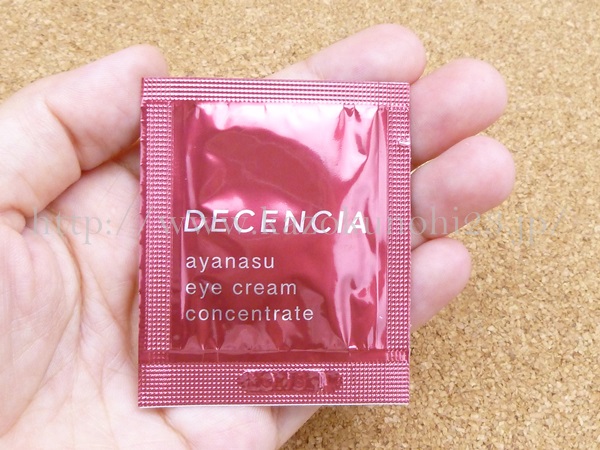 DECENCIA
ayanasu
eye cream
concentrate